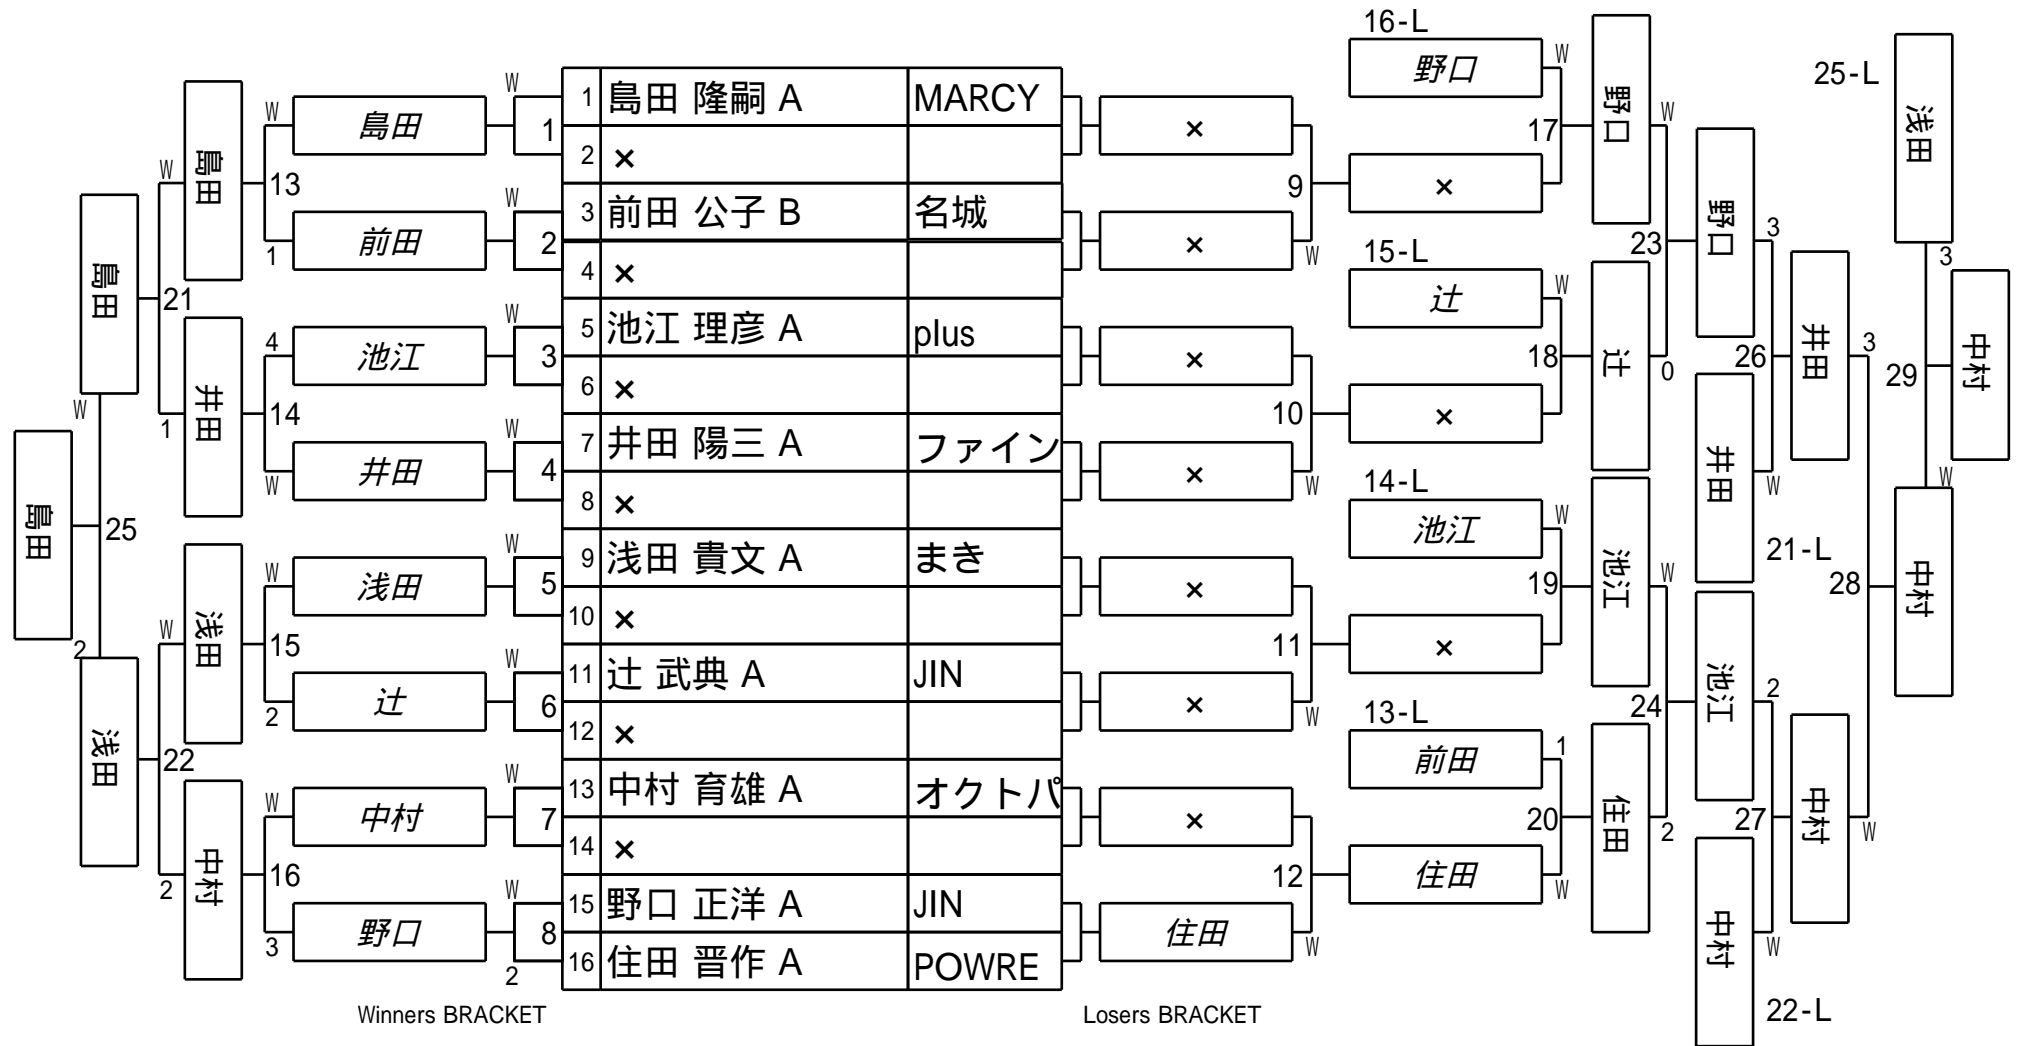 16-L
野口 W
25-L
W 1 島田 隆嗣 A MARCY
W 島田 1 × 17 野口 W 浅田
島田 2 × ×
W 13 W 9
3 前田 公子 B 名城 ×
前田 2 × 野口 3
1 4 × W 15-L 23 3
島田 21 W 辻 W
5 池江 理彦 A plus
4 池江 3 × 18 辻 0 26 井田 3 29 中村
6 ×
井田 14 W 10 ×
W 1 7 井田 陽三 A ファイン
井田 4 × 井田 W
島田 25 W 8 × W 14-L W
W 池江 W 21-L
9 浅田 貴文 A まき
W 浅田 5 × 19 池江 W 28 中村
浅田 10 ×
2 W 15 W 11 ×
11 辻 武典 A JIN
2 辻 6 × 池江 2
浅田 22 12 × W 13-L 24
W 前田 1
13 中村 育雄 A オクトパ
W 中村 7 × 20 住田 2 27 中村 W
14 ×
2 中村 16 W 12 住田 W
15 野口 正洋 A JIN
3 野口 8 住田 中村 W
2 16 住田 晋作 A POWRE W
Winners BRACKET Losers BRACKET 22-L